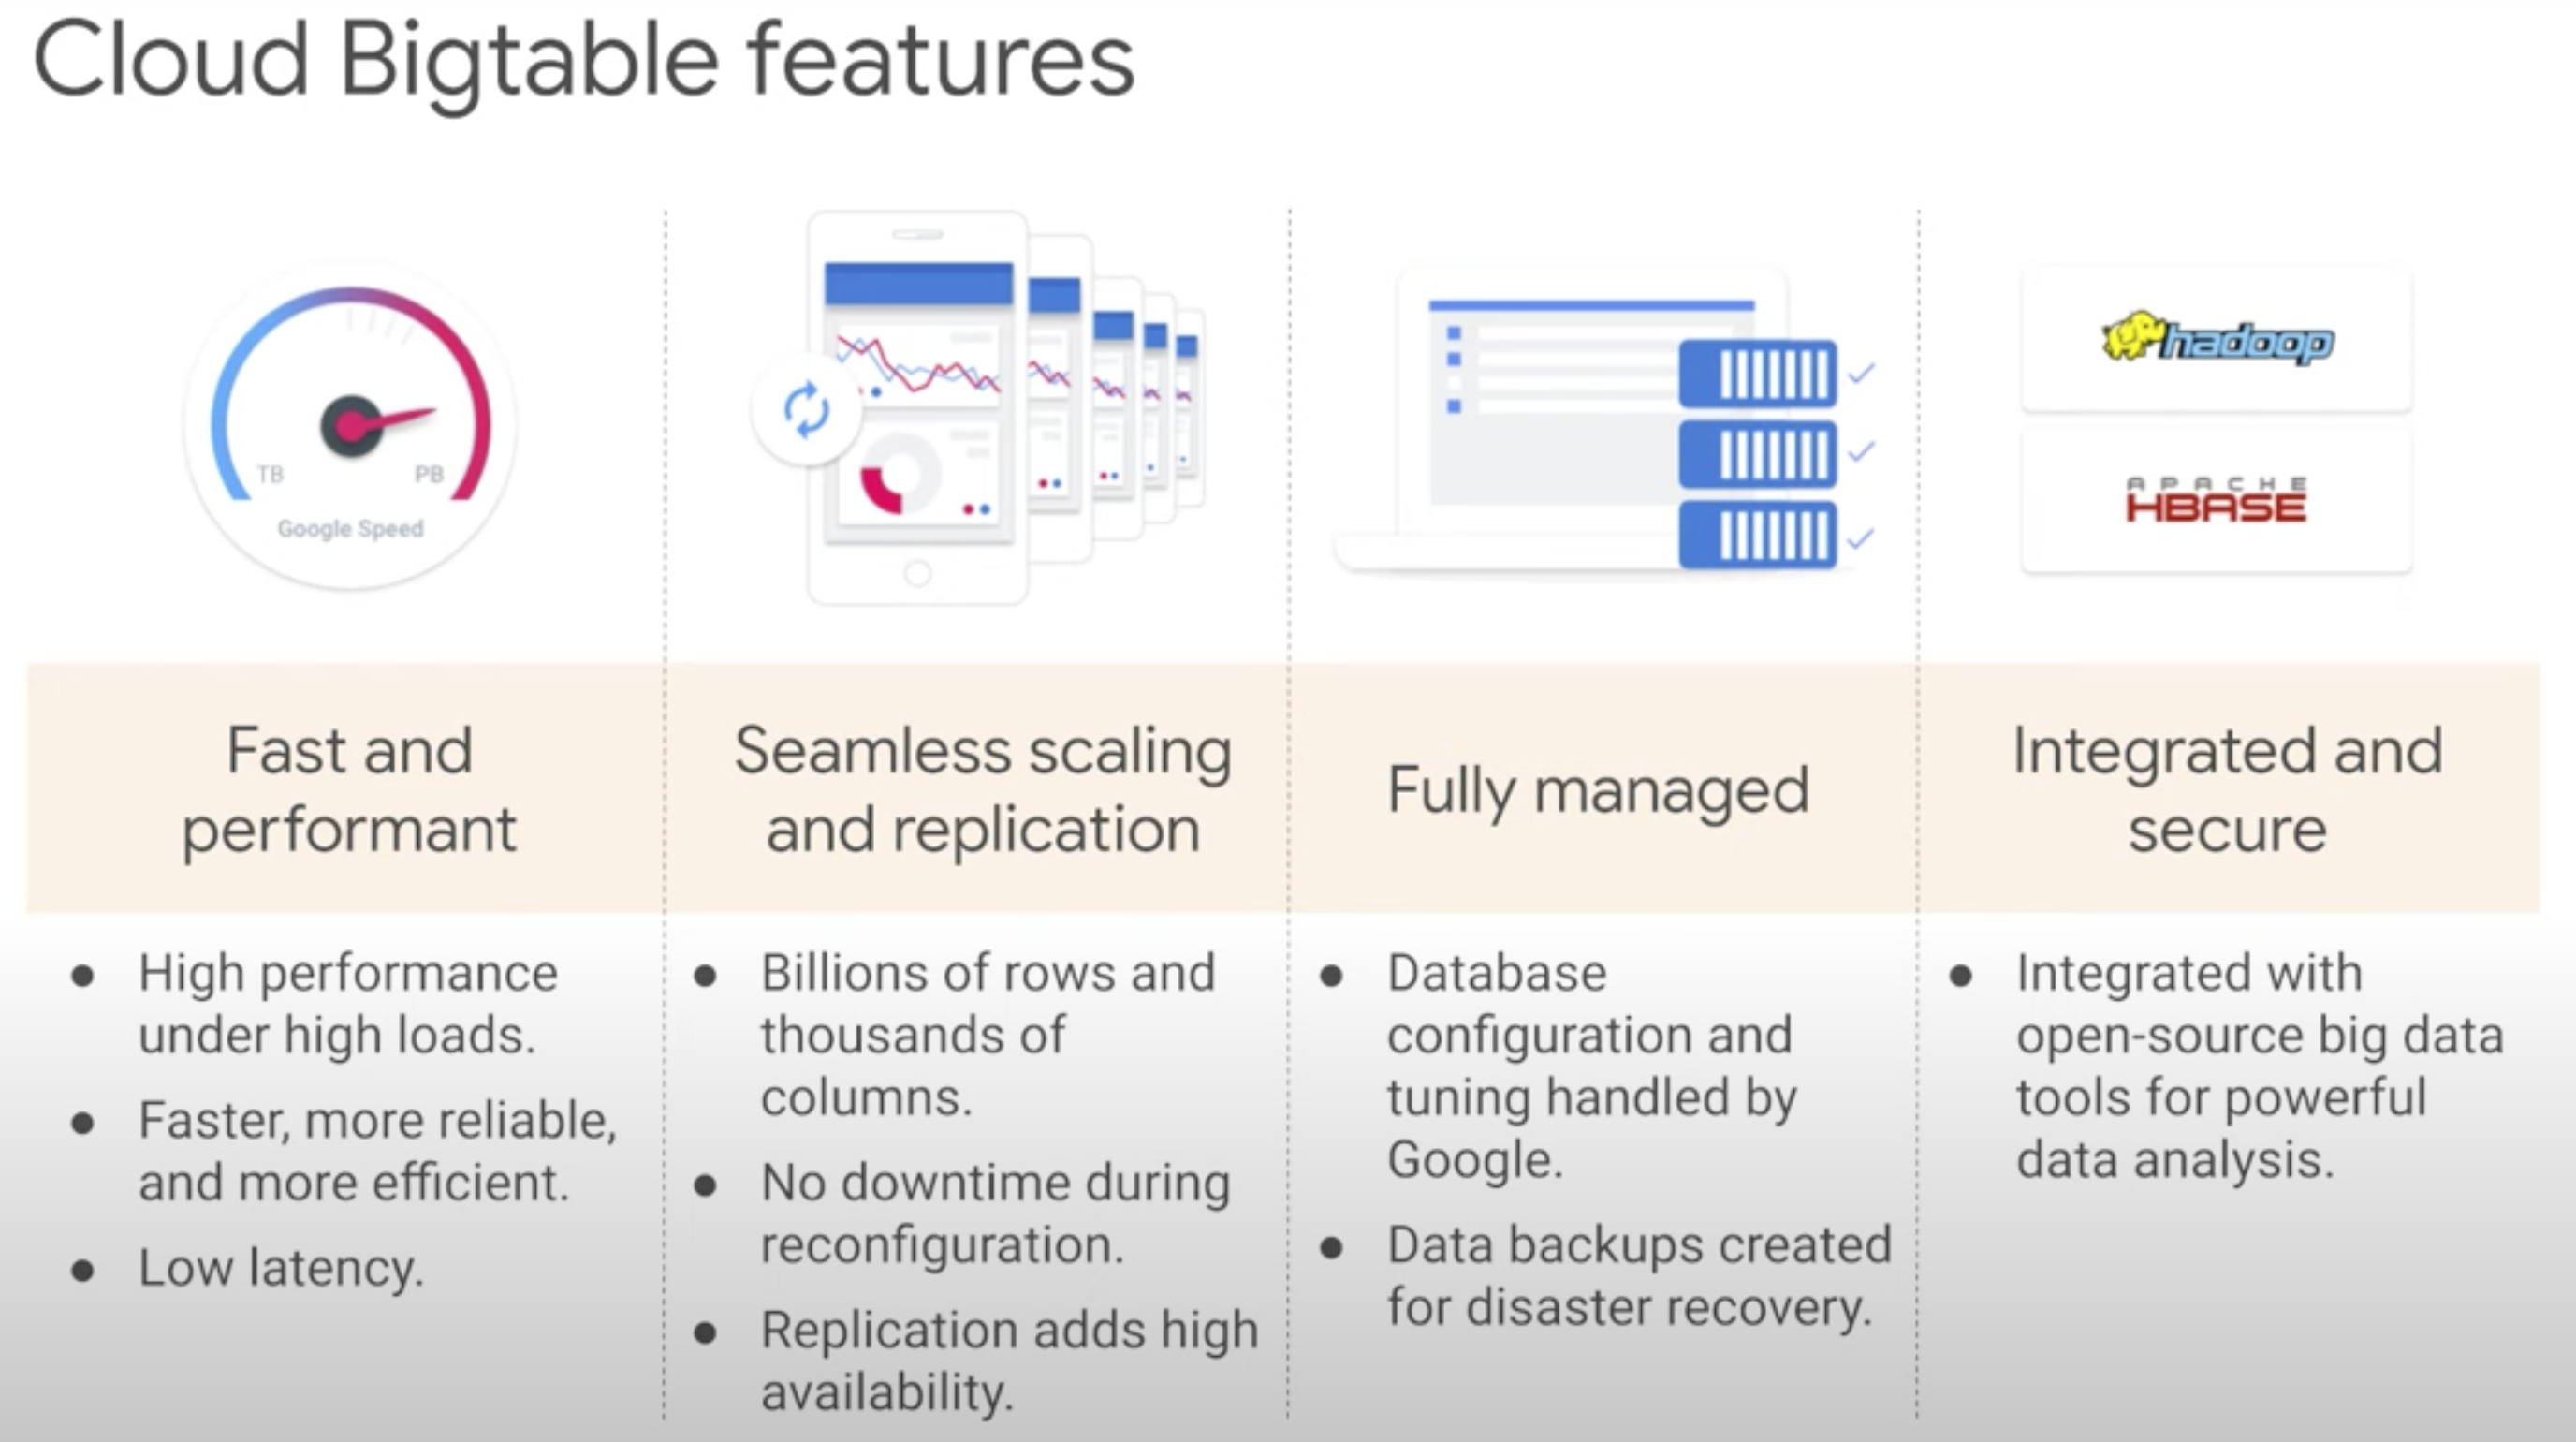 Cloud Bigtable features
TB
PB
Google Speed
hadoop
APACHE
HBASE
Fast and
performant
Seamless scaling
and replication
Fully managed
Integrated and
secure
● High performance
under high loads.
● Faster, more reliable,
and more efficient.
● Low latency.
● Billions of rows and
thousands of
columns.
● No downtime during
reconfiguration.
● Replication adds high
availability.
● Database
configuration and
tuning handled by
Google.
● Data backups created
for disaster recovery.
● Integrated with
open-source big data
tools for powerful
data analysis.